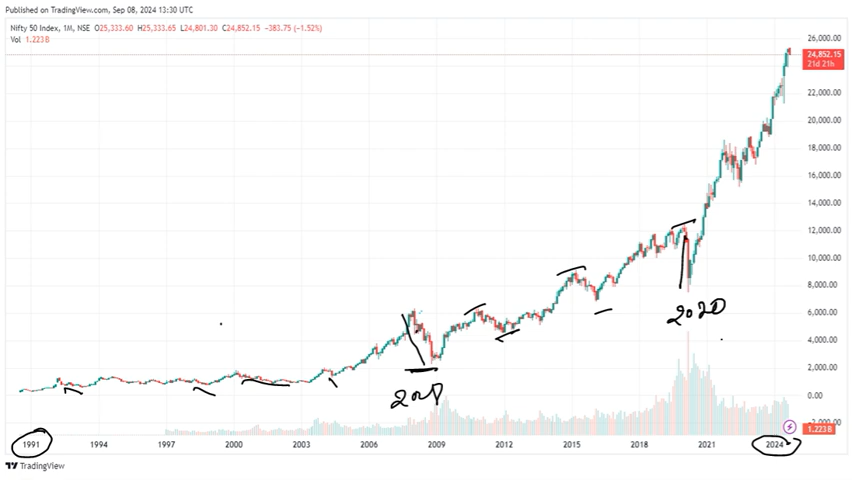 Published on TradingView.com, Sep 08, 2024 13:30 UTC
Nifty 50 Index, 1M, NSE O25,333.60 H25,333.65 L24,801.30 C24,852.15 −383.75 (−1.52%)
Vol 1.223B
26,000.00
24,852.15
21d 21h
22,000.00
20,000.00
18,000.00
16,000.00
14,000.00
12,000.00
10,000.00
8,000.00
6,000.00
4,000.00
2,000.00
0.00
-2,000.00
1.223B
2020
1991 1994 1997 2000 2003 2006 2009 2012 2015 2018 2021 2024
TradingView